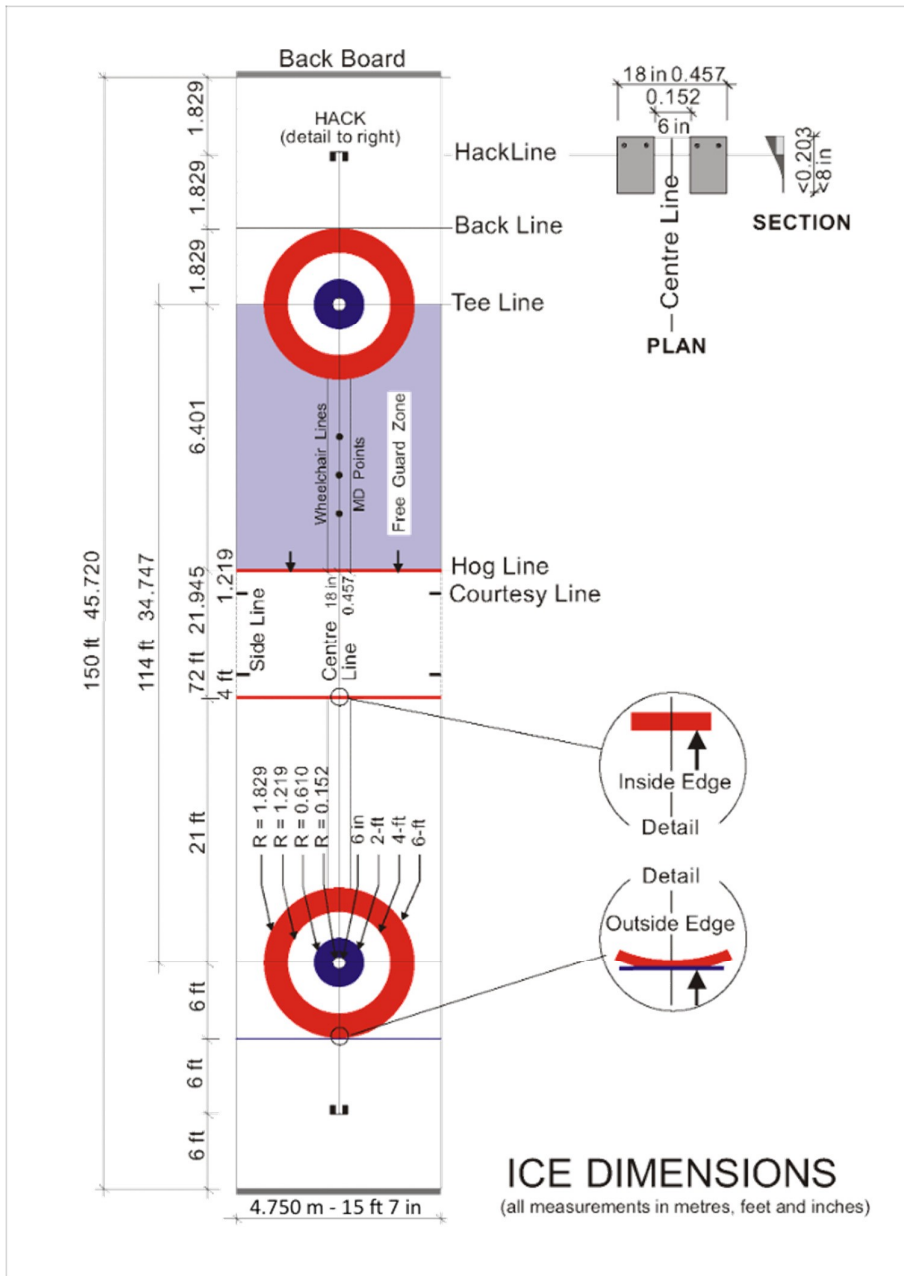 Back Board
18 in 0.457
0.152
6 in
1.829
HACK
(detail to right)
HackLine
<0.203
<8 in
1.829
Centre Line
SECTION
Back Line
1.829
Tee Line
PLAN
6.401
Wheelchair Lines
MD Points
Free Guard Zone
150 ft 45.720
114 ft 34.747
72 ft 21.945
4 ft 1.219
Hog Line
Courtesy Line
Side Line
Centre Line
18 in
0.457
Inside Edge
Detail
21 ft
R = 1.829
R = 1.219
R = 0.610
R = 0.152
6 in
2-ft
4-ft
6-ft
Detail
Outside Edge
6 ft
6 ft
6 ft
ICE DIMENSIONS
(all measurements in metres, feet and inches)
4.750 m - 15 ft 7 in